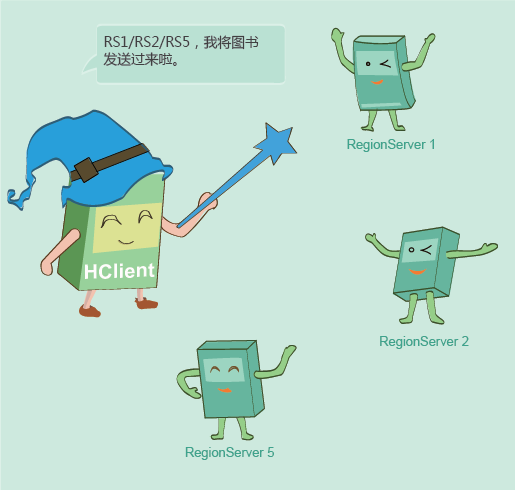 RS1/RS2/RS5，我将图书
发送过来啦。
RegionServer 1
HClient
RegionServer 2
RegionServer 5